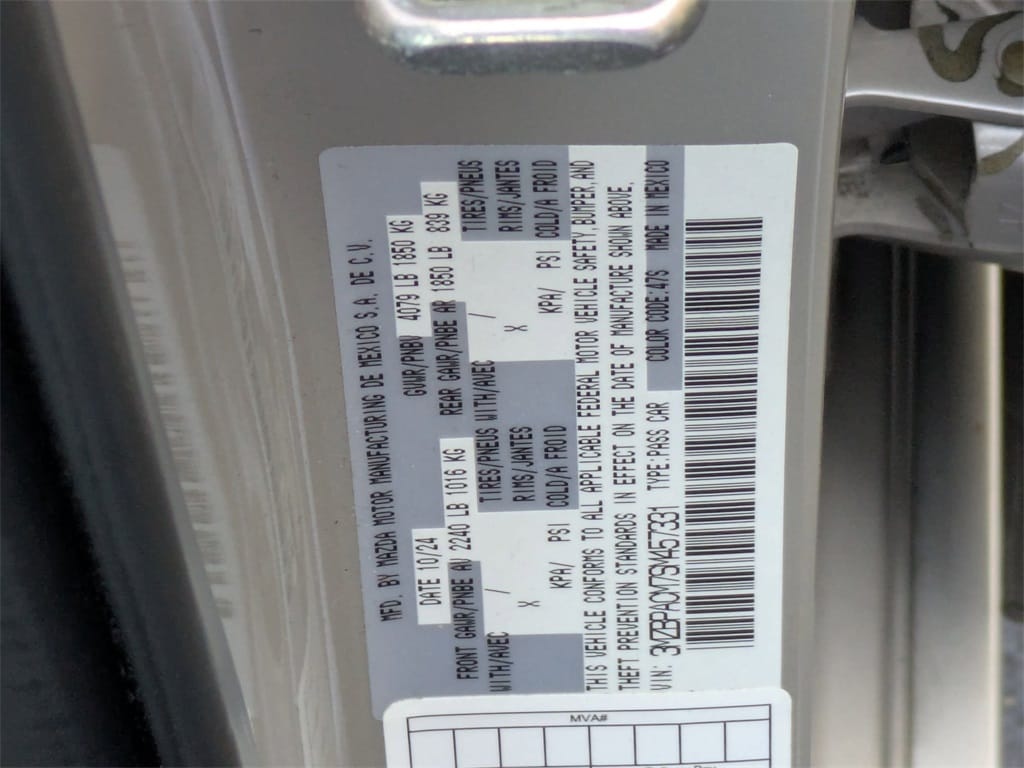 MFD. BY MAZDA MOTOR MANUFACTURING DE MEXICO S.A. DE C.V.
DATE 10/24 GVWR/PNBV 4079 LB 1850 KG
FRONT GAWR/PNBE AV 2240 LB 1016 KG REAR GAWR/PNBE AR 1850 LB 839 KG
WITH/AVEC / TIRES/PNEUS WITH/AVEC / TIRES/PNEUS
X RIMS/JANTES X RIMS/JANTES
KPA/ PSI COLD/A FROID KPA/ PSI COLD/A FROID
THIS VEHICLE CONFORMS TO ALL APPLICABLE FEDERAL MOTOR VEHICLE SAFETY, BUMPER, AND
THEFT PREVENTION STANDARDS IN EFFECT ON THE DATE OF MANUFACTURE SHOWN ABOVE.
VIN: 3MZBPACM7SM457331 TYPE:PASS CAR COLOR CODE:47S MADE IN MEXICO
MVA#